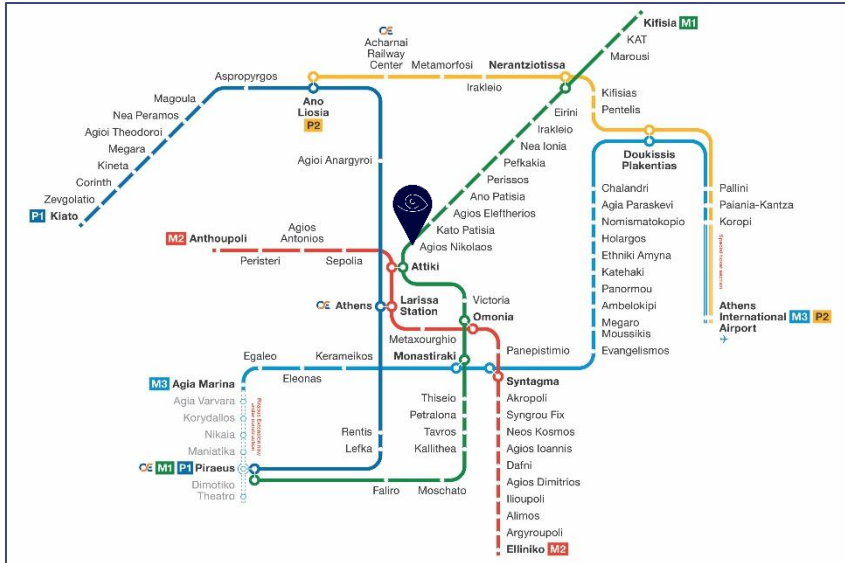 Kifisia M1
KAT
Marousi
Nerantziotissa
OE
Acharnai
Railway
Center
Metamorfosi
Irakleio
Aspropyrgos
Magoula
Nea Peramos
Agioi Theodoroi
Megara
Kineta
Corinth
Zevgolatio
P1 Kiato
Ano
Liosia
P2
Kifisias
Pentelis
Eirini
Irakleio
Nea Ionia
Pefkakia
Perissos
Ano Patisia
Agios Eleftherios
Kato Patisia
Agios Nikolaos
Agioi Anargyroi
Doukissis
Plakentias
Chalandri
Agia Paraskevi
Nomismatokopio
Holargos
Ethniki Amyna
Katehaki
Panormou
Ambelokipi
Megaro
Moussikis
Evangelismos
Pallini
Paiania-Kantza
Koropi
Athens
International M3 P2
Airport
M2 Anthoupoli
Peristeri
Agios
Antonios
Sepolia
Attiki
OE Athens
Larissa
Station
Victoria
Omonia
Metaxourghio
Panepistimio
Monastiraki
Egaleo
Kerameikos
Eleonas
M3 Agia Marina
Agia Varvara
Korydallos
Nikaia
Maniatika
OE M1 P1 Piraeus
Dimotiko
Theatro
Rentis
Lefka
Thiseio
Petralona
Tavros
Kallithea
Faliro
Moschato
Syntagma
Akropoli
Syngrou Fix
Neos Kosmos
Agios Ioannis
Dafni
Agios Dimitrios
Ilioupoli
Alimos
Argyroupoli
Elliniko M2